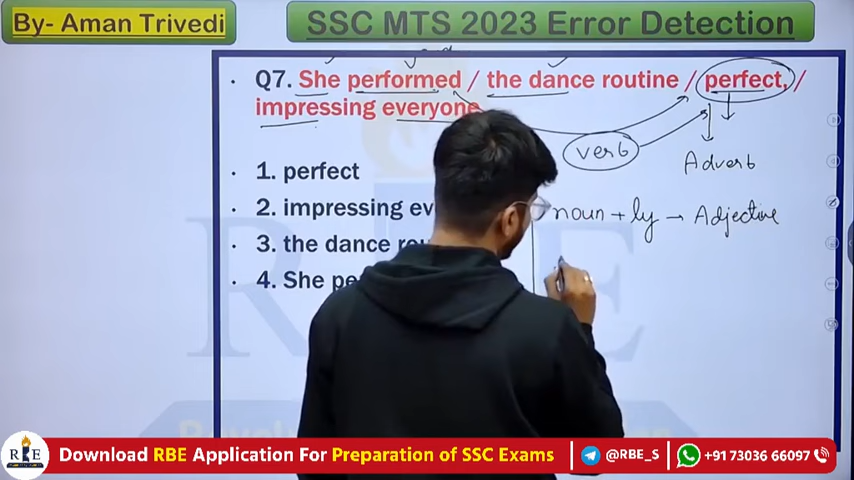 By- Aman Trivedi
SSC MTS 2023 Error Detection
Q7. She performed / the dance routine / perfect, /
impressing everyone
verb
Adverb
1. perfect
2. impressing ev
noun + ly → Adjective
3. the dance ro
4. She pe
RBE
Download RBE Application For Preparation of SSC Exams
@RBE_S
+91 73036 66097